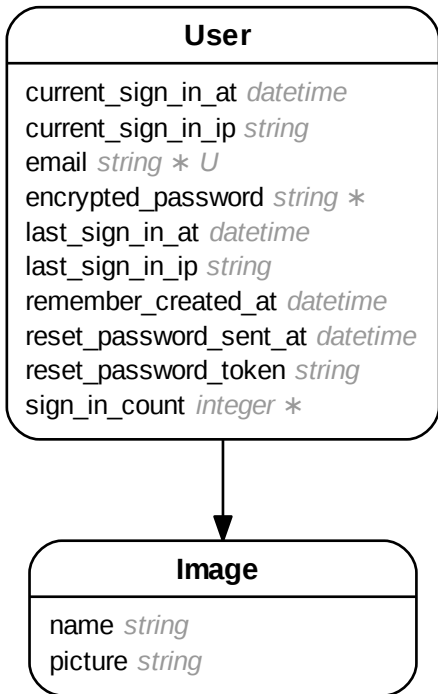 User
current_sign_in_at datetime
current_sign_in_ip string
email string ∗ U
encrypted_password string ∗
last_sign_in_at datetime
last_sign_in_ip string
remember_created_at datetime
reset_password_sent_at datetime
reset_password_token string
sign_in_count integer ∗
Image
name string
picture string